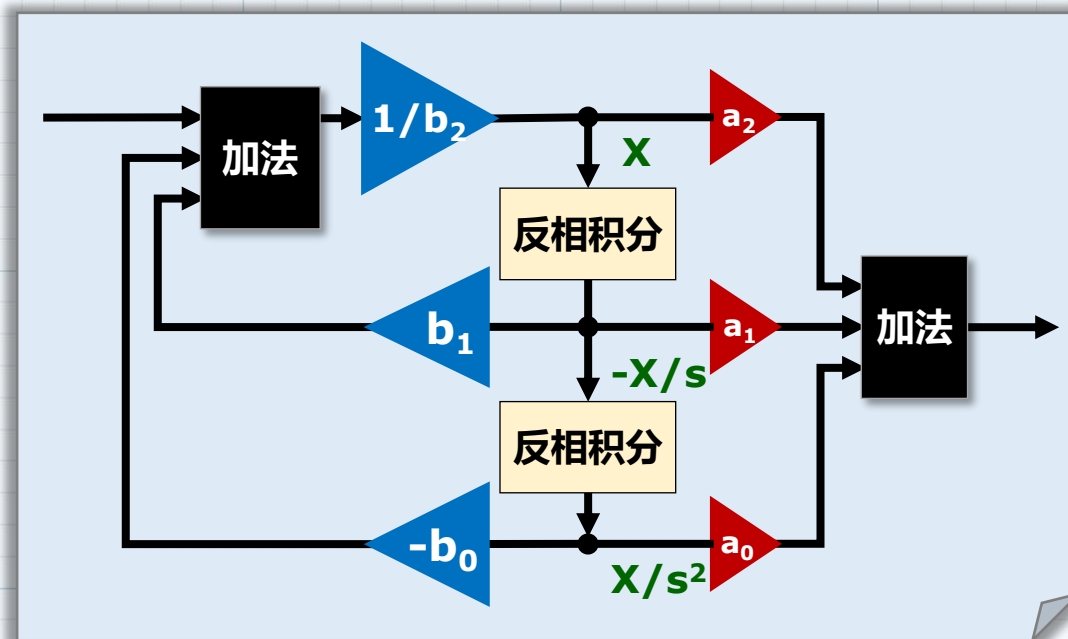 加法
1/b₂
a₂
X
反相积分
b₁
a₁
加法
-X/s
反相积分
-b₀
a₀
X/s²